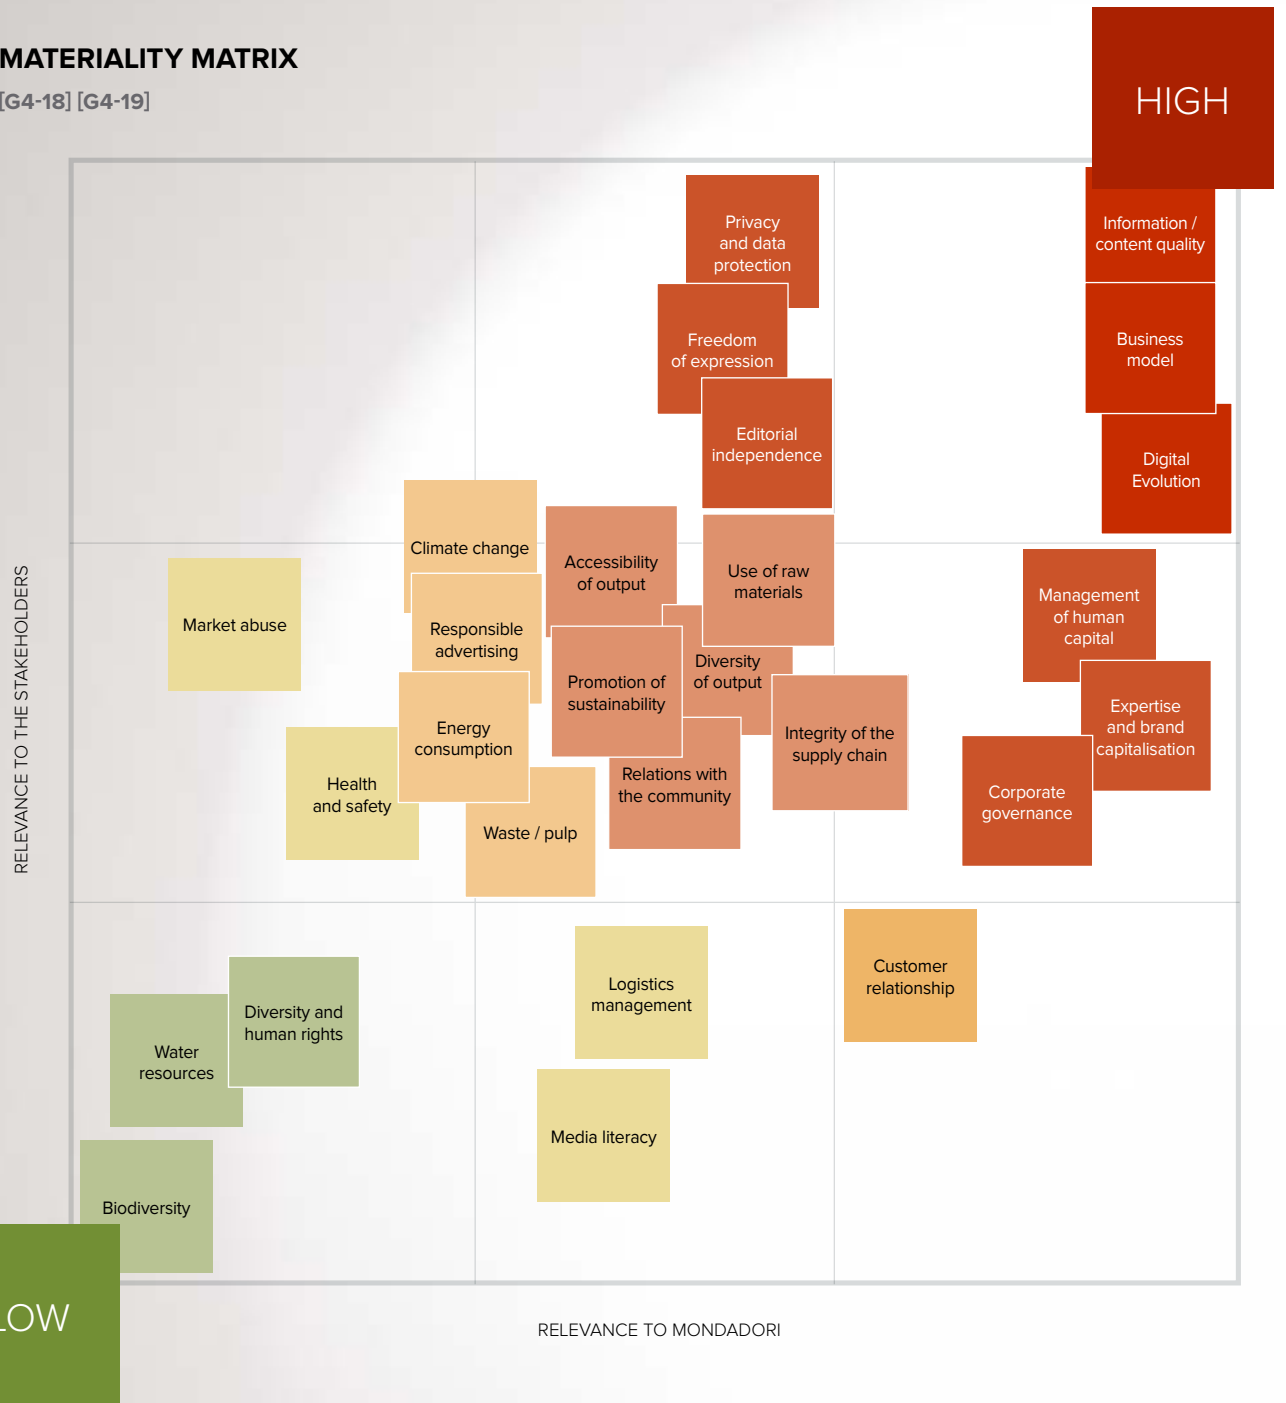 MATERIALITY MATRIX
[G4-18] [G4-19]
HIGH
Information /
content quality
Privacy
and data
protection
Freedom
of expression
Business
model
Editorial
independence
Digital
Evolution
Climate change
Accessibility
of output
Use of raw
materials
Management
of human
capital
Market abuse
Responsible
advertising
Promotion of
sustainability
Diversity
of output
Expertise
and brand
capitalisation
Energy
consumption
Integrity of the
supply chain
Health
and safety
Relations with
the community
Corporate
governance
Waste / pulp
RELEVANCE TO THE STAKEHOLDERS
Customer
relationship
Logistics
management
Diversity and
human rights
Water
resources
Media literacy
Biodiversity
LOW
RELEVANCE TO MONDADORI